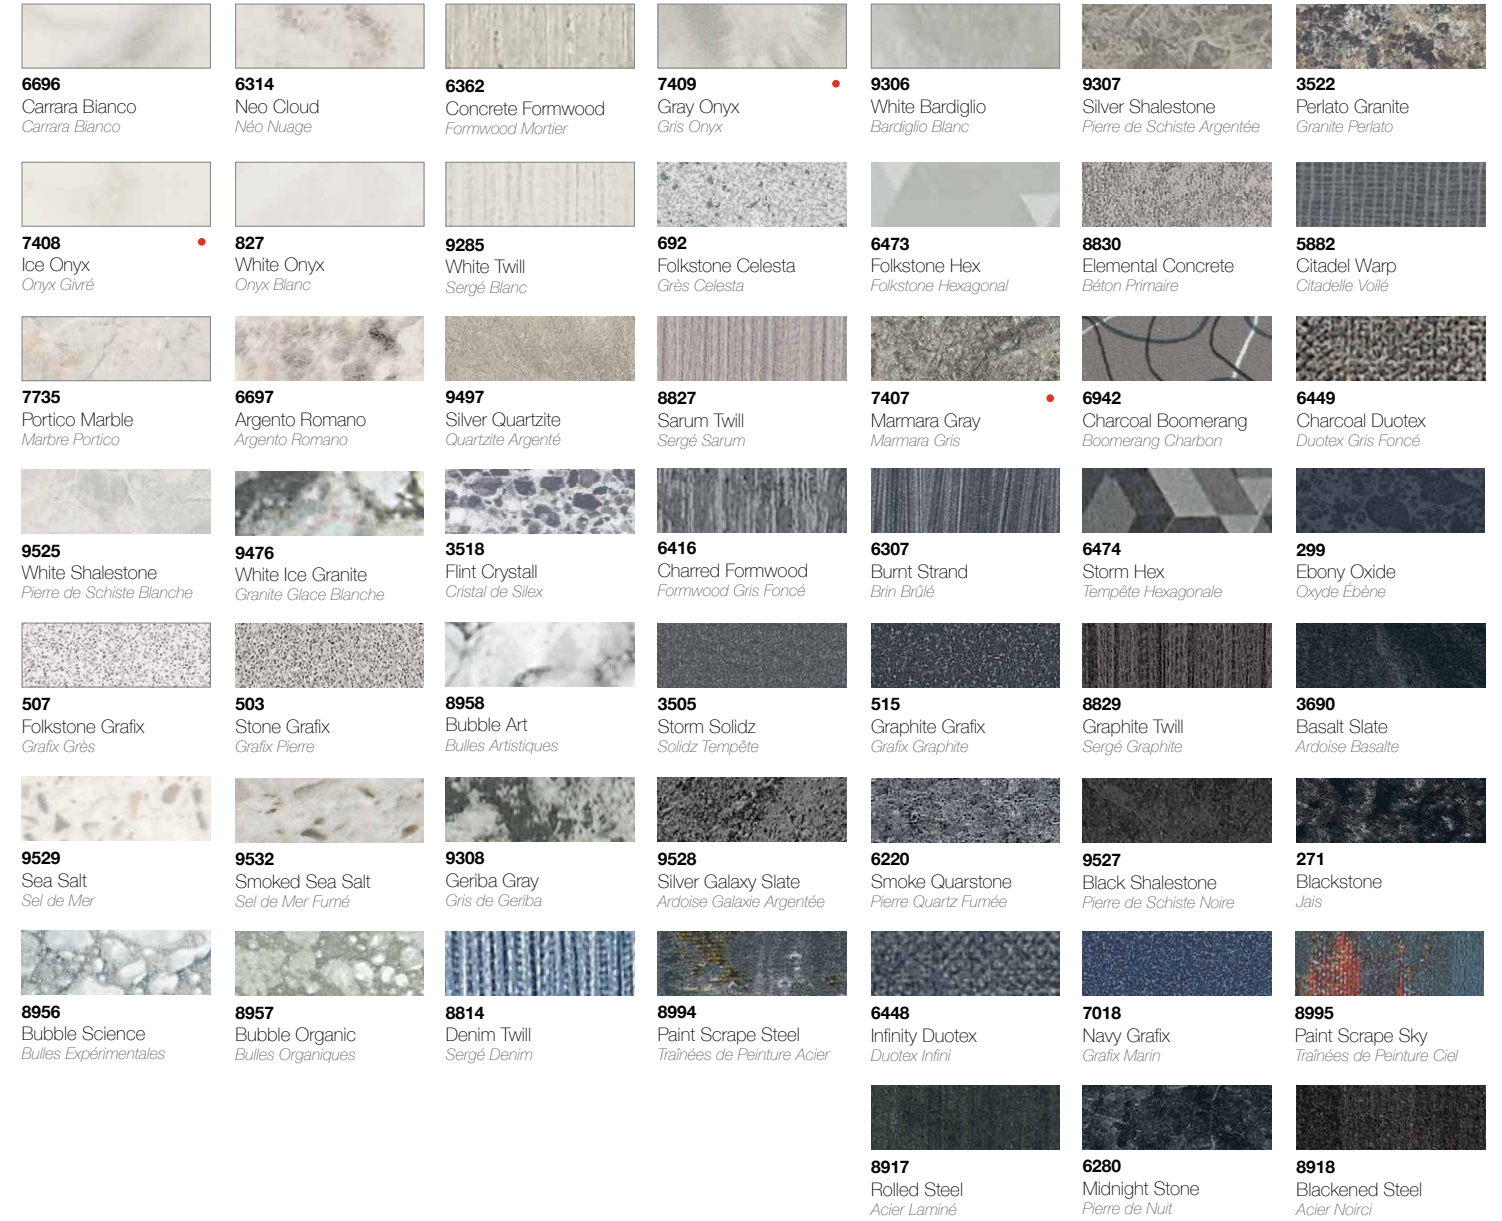 6696
Carrara Bianco
Carrara Bianco
6314
Neo Cloud
Néo Nuage
6362
Concrete Formwood
Formwood Mortier
7409
Gray Onyx
Gris Onyx
9306
White Bardiglio
Bardiglio Blanc
9307
Silver Shalestone
Pierre de Schiste Argentée
3522
Perlato Granite
Granite Perlato
7408
Ice Onyx
Onyx Givré
827
White Onyx
Onyx Blanc
9285
White Twill
Sergé Blanc
692
Folkstone Celesta
Grès Celesta
6473
Folkstone Hex
Folkstone Hexagonal
8830
Elemental Concrete
Béton Primaire
5882
Citadel Warp
Citadelle Voilé
7735
Portico Marble
Marbre Portico
6697
Argento Romano
Argento Romano
9497
Silver Quartzite
Quartzite Argenté
8827
Sarum Twill
Sergé Sarum
7407
Marmara Gray
Marmara Gris
6942
Charcoal Boomerang
Boomerang Charbon
6449
Charcoal Duotex
Duotex Gris Foncé
9525
White Shalestone
Pierre de Schiste Blanche
9476
White Ice Granite
Granite Glace Blanche
3518
Flint Crystall
Cristal de Silex
6416
Charred Formwood
Formwood Gris Foncé
6307
Burnt Strand
Brin Brûlé
6474
Storm Hex
Tempête Hexagonale
299
Ebony Oxide
Oxyde Ébène
507
Folkstone Grafix
Grafix Grès
503
Stone Grafix
Grafix Pierre
8958
Bubble Art
Bulles Artistiques
3505
Storm Solidz
Solidz Tempête
515
Graphite Grafix
Grafix Graphite
8829
Graphite Twill
Sergé Graphite
3690
Basalt Slate
Ardoise Basalte
9529
Sea Salt
Sel de Mer
9532
Smoked Sea Salt
Sel de Mer Fumé
9308
Geriba Gray
Gris de Geriba
9528
Silver Galaxy Slate
Ardoise Galaxie Argentée
6220
Smoke Quarstone
Pierre Quartz Fumée
9527
Black Shalestone
Pierre de Schiste Noire
271
Blackstone
Jais
8956
Bubble Science
Bulles Expérimentales
8957
Bubble Organic
Bulles Organiques
8814
Denim Twill
Sergé Denim
8994
Paint Scrape Steel
Traînées de Peinture Acier
6448
Infinity Duotex
Duotex Infini
7018
Navy Grafix
Grafix Marin
8995
Paint Scrape Sky
Traînées de Peinture Ciel
8917
Rolled Steel
Acier Laminé
6280
Midnight Stone
Pierre de Nuit
8918
Blackened Steel
Acier Noirci